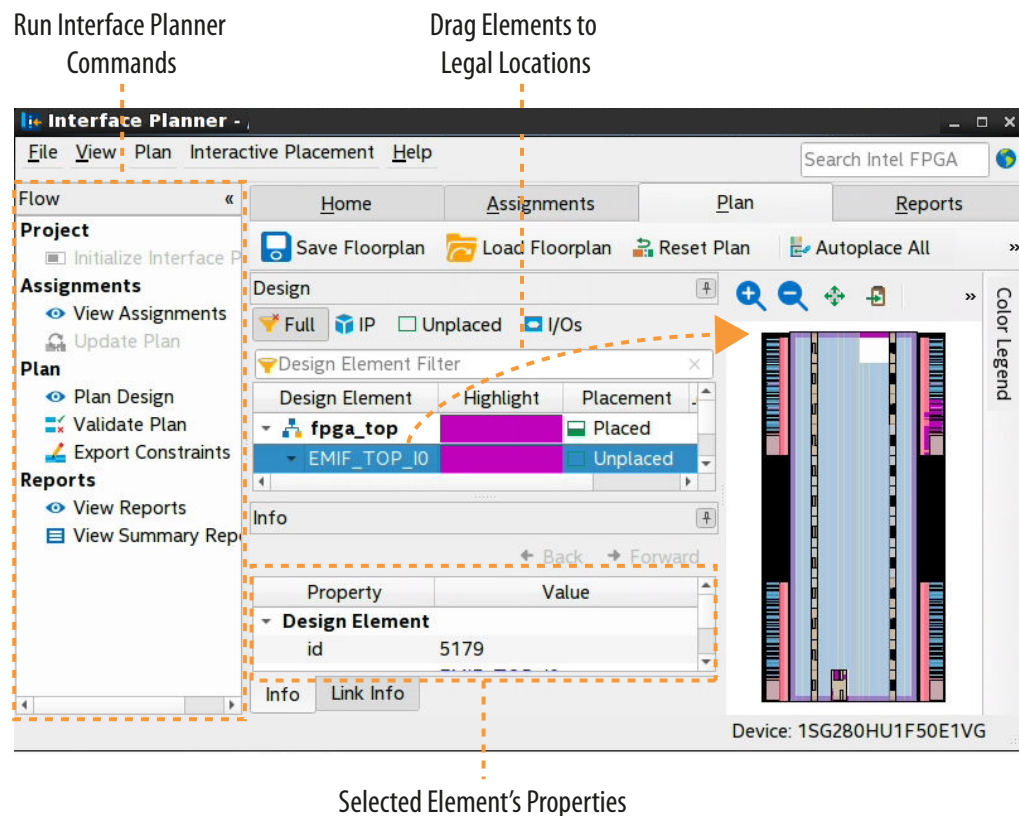 Run Interface Planner
Commands
Drag Elements to
Legal Locations
Interface Planner -
File View Plan Interactive Placement Help
Search Intel FPGA
Flow «
Home Assignments Plan Reports
Project
Initialize Interface P
Save Floorplan Load Floorplan Reset Plan Autoplace All »
Assignments
View Assignments
Update Plan
Plan
Plan Design
Validate Plan
Export Constraints
Reports
View Reports
View Summary Rep
Design
Full IP Unplaced I/Os
Design Element Filter
Design Element Highlight Placement
fpga_top Placed
EMIF_TOP_I0 Unplaced
Info
Back Forward
Property Value
Design Element
id 5179
Info Link Info
»
Color Legend
Device: 1SG280HU1F50E1VG
Selected Element's Properties